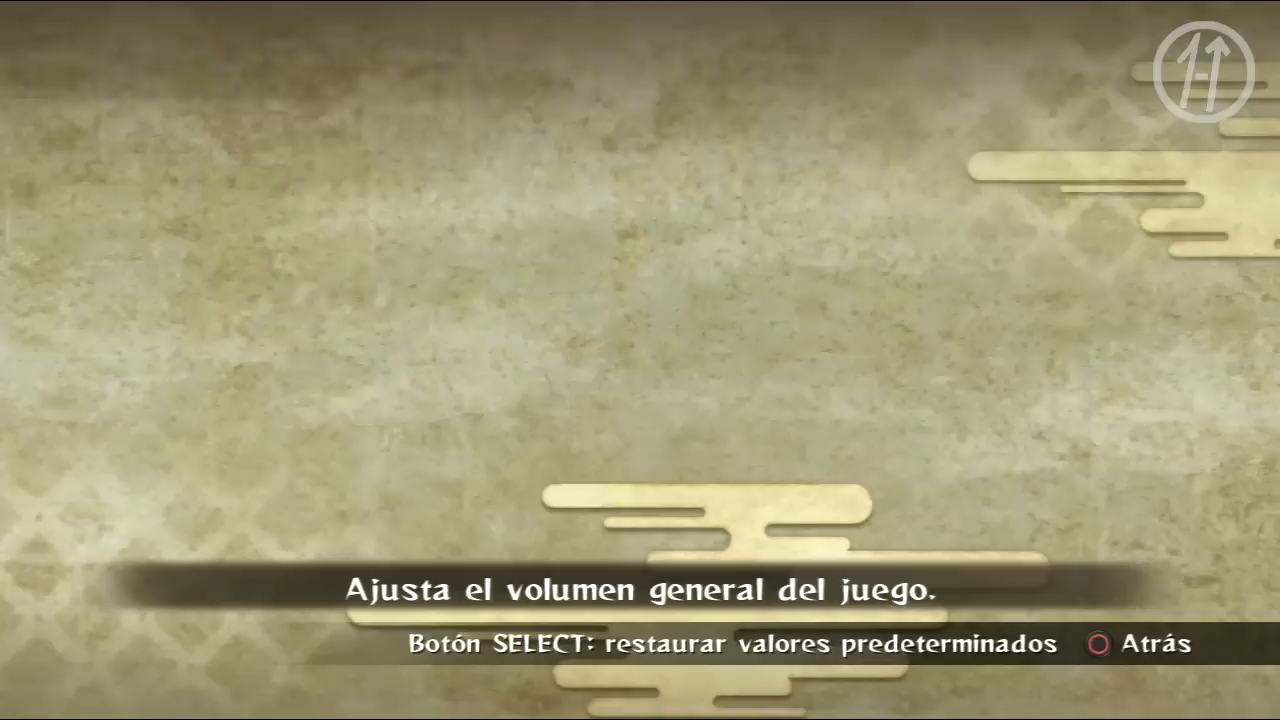 Ajusta el volumen general del juego.
Botón SELECT: restaurar valores predeterminados Atrás